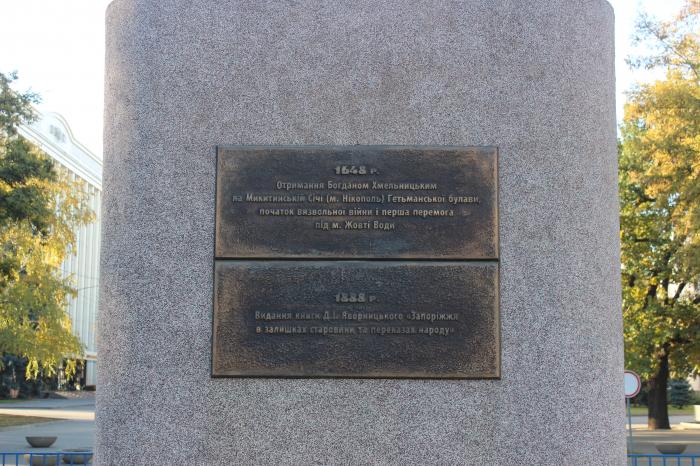 1648 р.
Отримання Богданом Хмельницьким
на Микитинській Січі (м. Нікополь) Гетьманської булави,
початок визвольної війни і перша перемога
під м. Жовті Води
1888 р.
Видання книги Д.І. Яворницького «Запоріжжя
в залишках старовини та переказах народу»